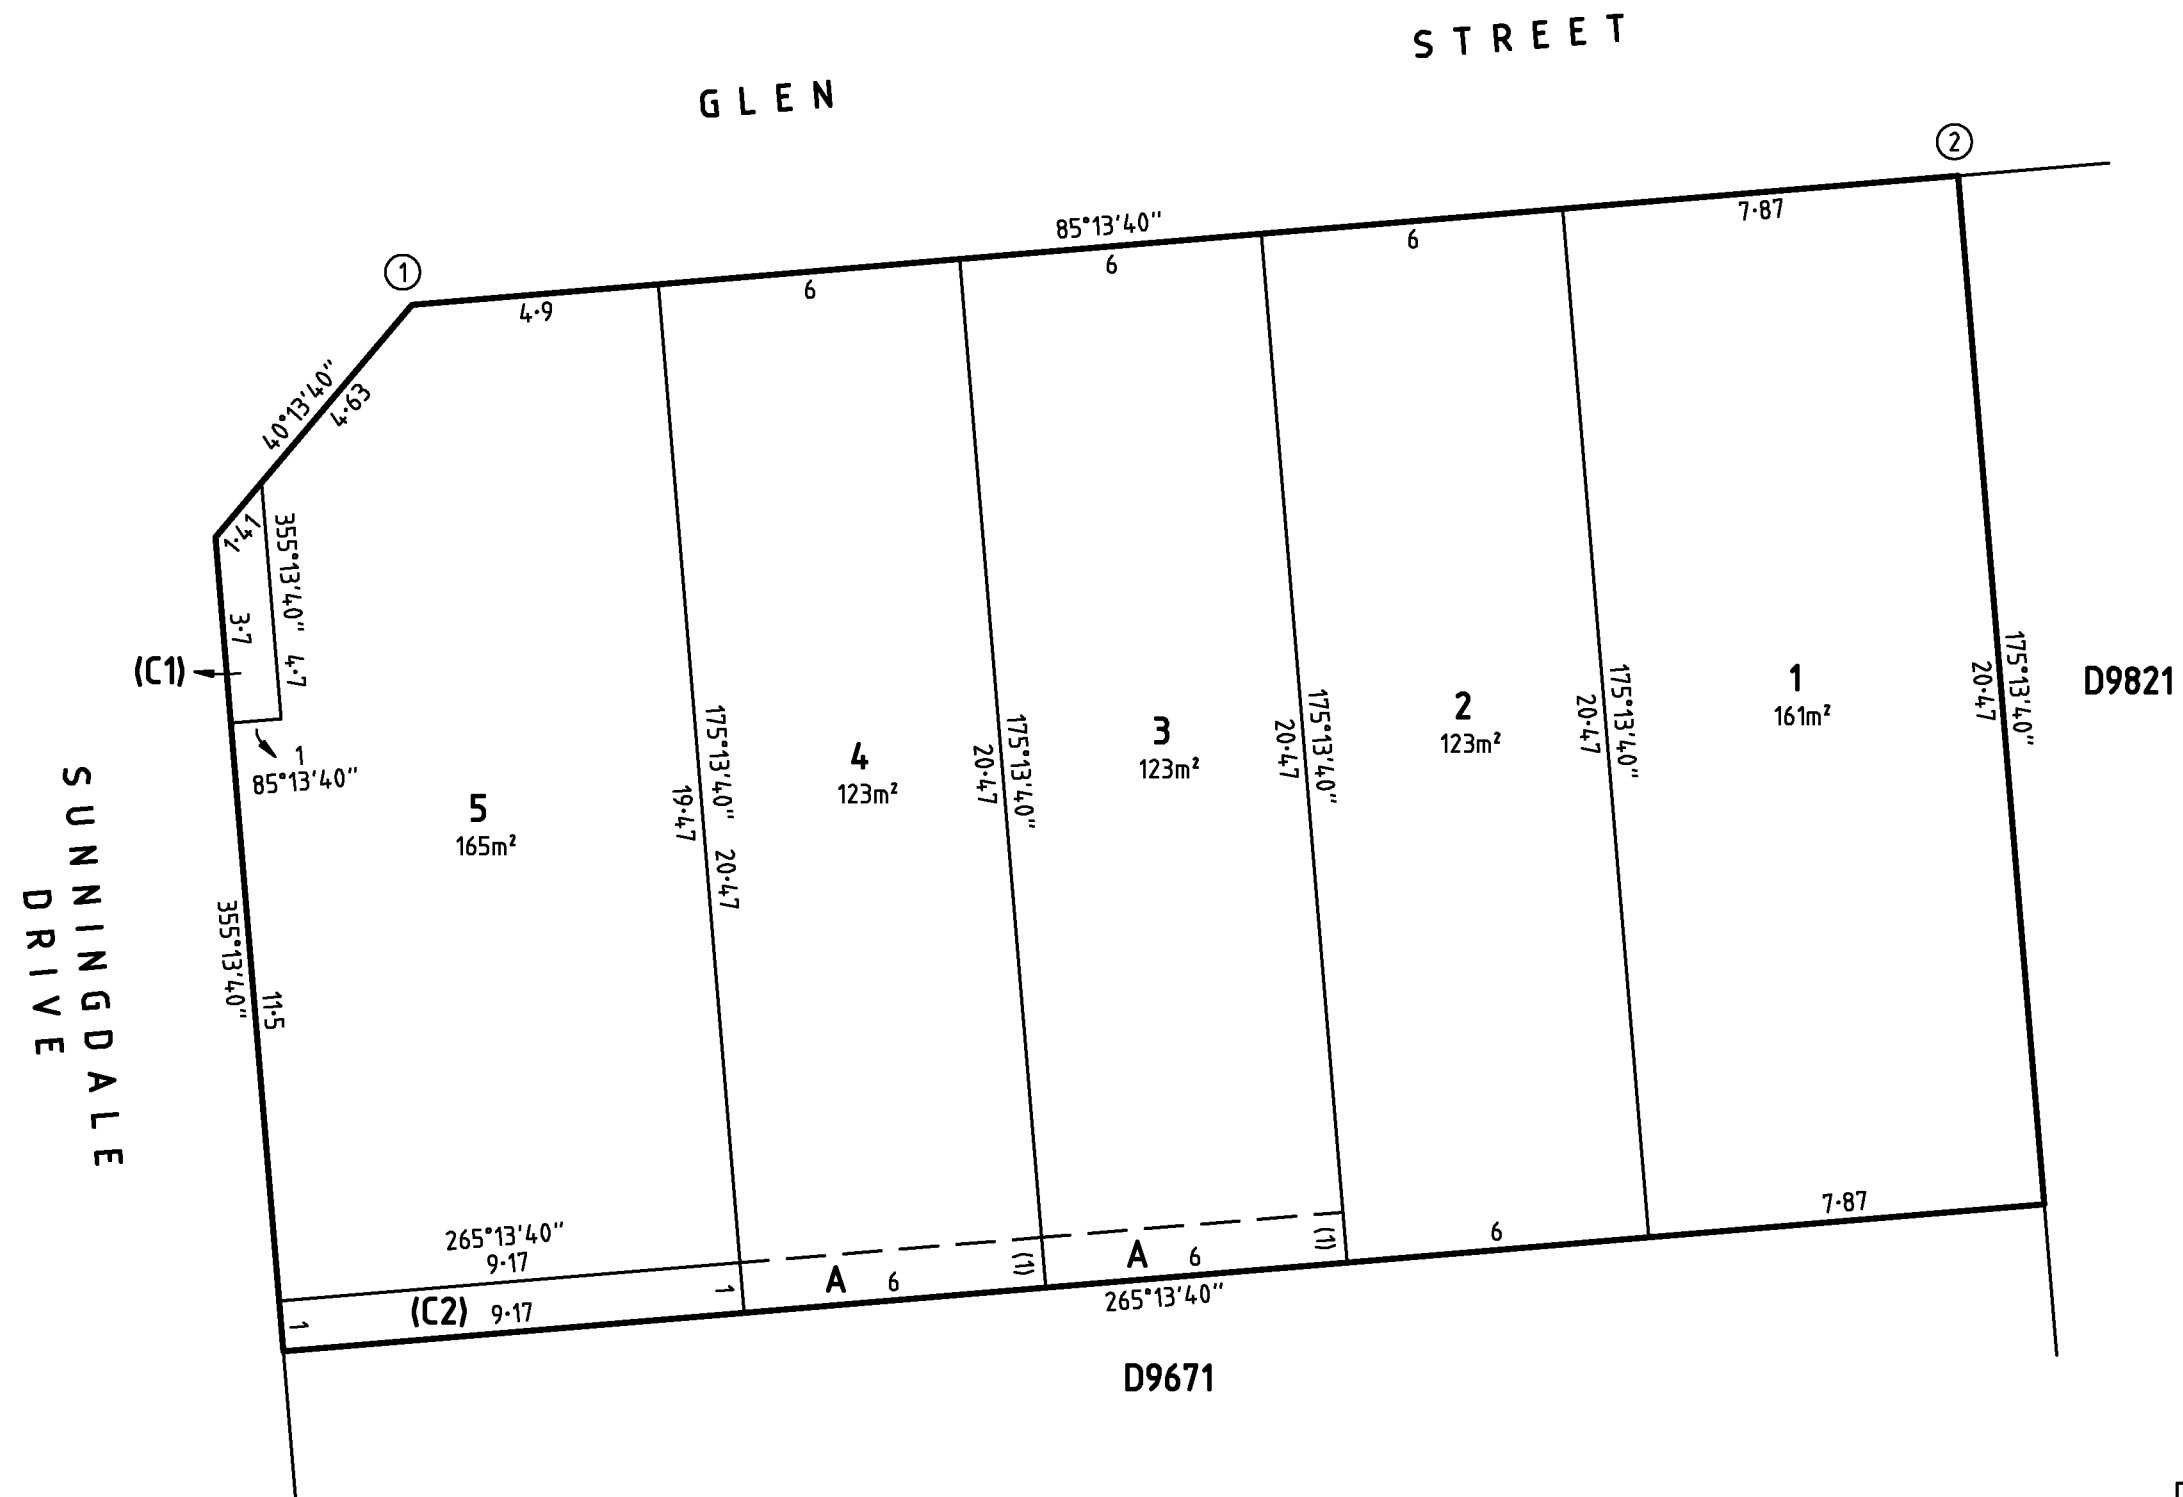 GLEN STREET
①
②
85°13'40"
4·9
6
6
6
7·87
40°13'40"
4·63
1·41
355°13'40" 4·7
3·7
(C1)
1
85°13'40"
SUNNINGDALE
DRIVE
355°13'40"
11·5
5
165m²
19·47
175°13'40" 20·47
4
123m²
20·47
175°13'40"
3
123m²
20·47
175°13'40"
2
123m²
20·47
175°13'40"
1
161m²
20·47
175°13'40"
D9821
265°13'40"
9·17
1
(C2) 9·17
1
A 6
(1)
A 6
(1)
6
7·87
265°13'40"
D9671